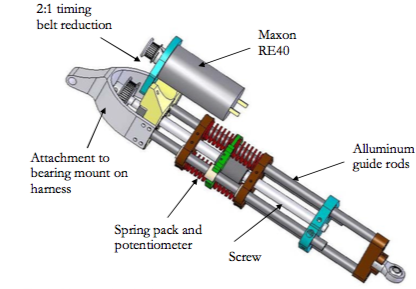 2:1 timing
belt reduction
Maxon
RE40
Attachment to
bearing mount on
harness
Alluminum
guide rods
Spring pack and
potentiometer
Screw